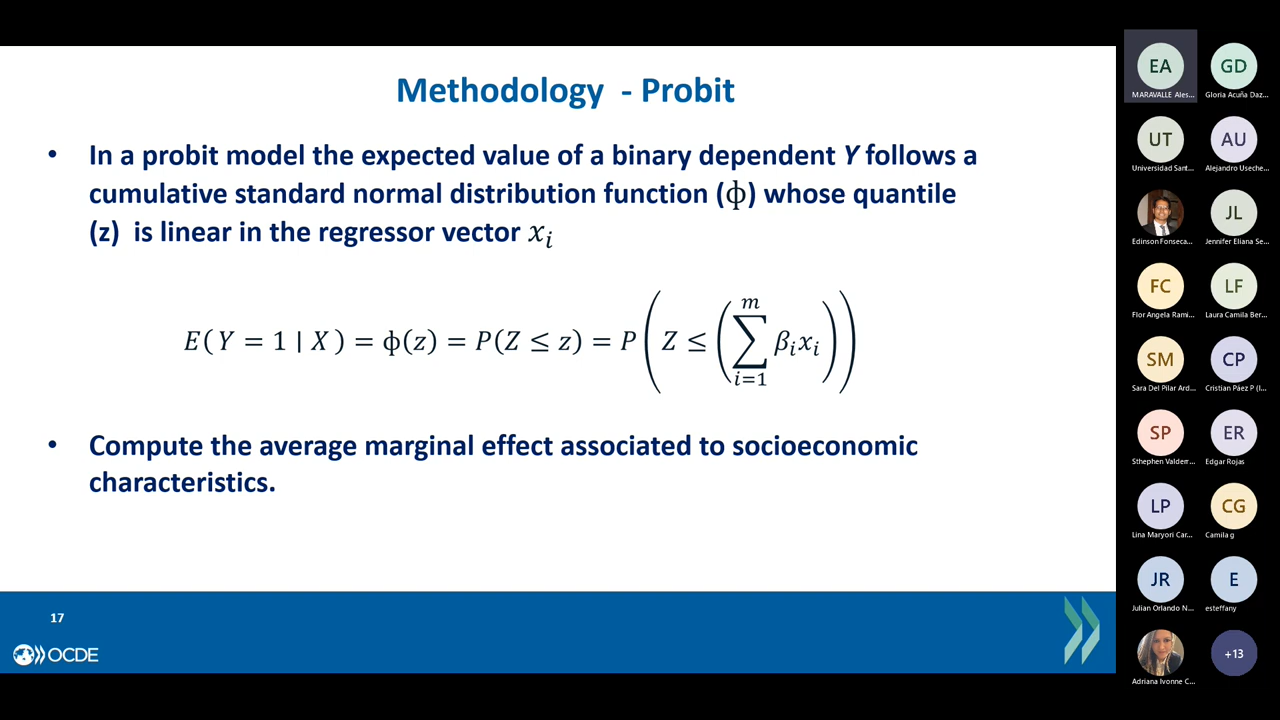 Methodology - Probit
• In a probit model the expected value of a binary dependent Y follows a
cumulative standard normal distribution function (ϕ) whose quantile
(z) is linear in the regressor vector xᵢ
E(Y = 1 | X) = ϕ(z) = P(Z ≤ z) = P(Z ≤ (∑_{i=1}^{m} βᵢxᵢ))
• Compute the average marginal effect associated to socioeconomic
characteristics.
17
OCDE
EA
MARAVALLE Ales...
GD
Gloria Acuña Daz...
UT
Universidad Sant...
AU
Alejandro Useche...
Edinson Fonseca...
JL
Jennifer Eliana Se...
FC
Flor Angela Rami...
LF
Laura Camila Ber...
SM
Sara Del Pilar Ard...
CP
Cristian Páez P (I...
SP
Sthephen Valderr...
ER
Edgar Rojas
LP
Lina Maryori Car...
CG
Camila g
JR
Julian Orlando N...
E
esteffany
Adriana Ivonne C...
+13